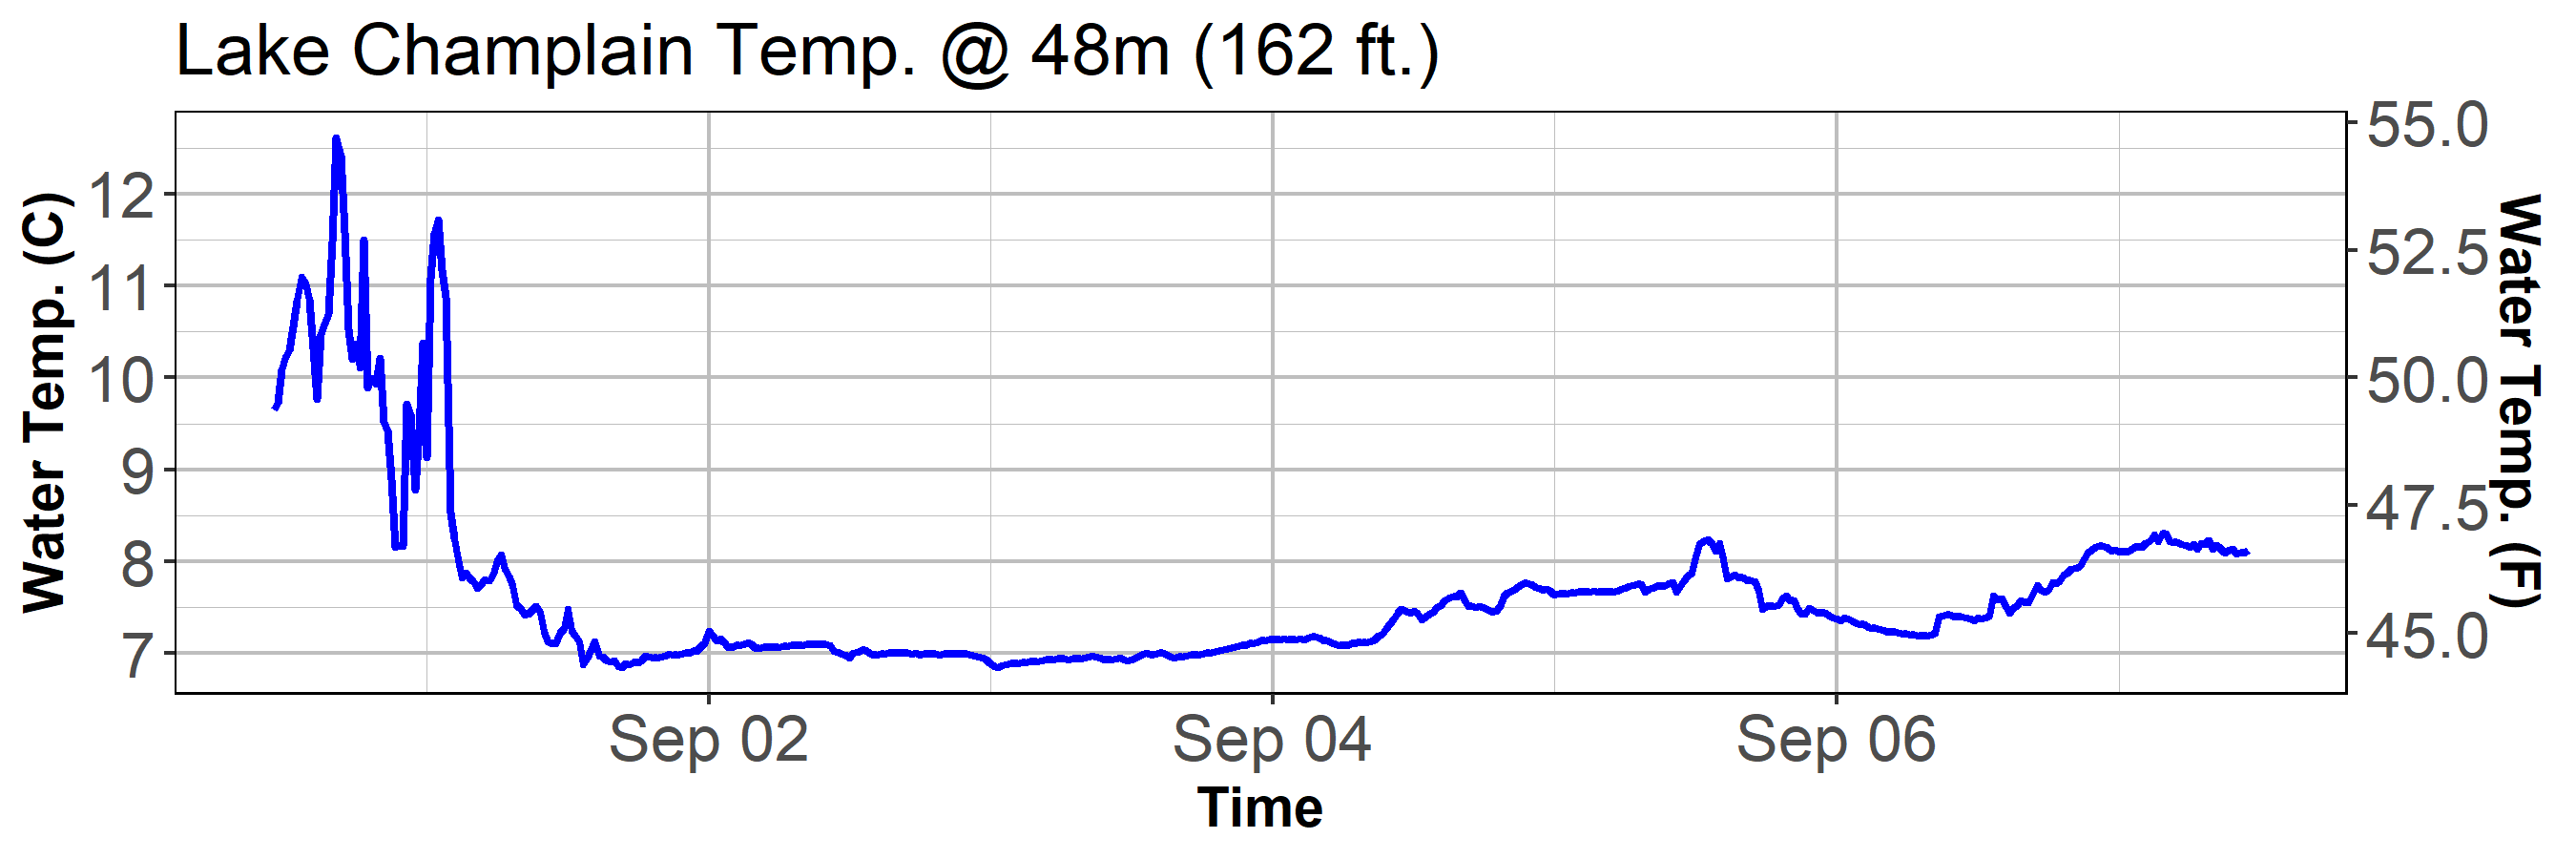 Lake Champlain Temp. @ 48m (162 ft.)
Water Temp. (C)
12
11
10
9
8
7
55.0
52.5
50.0
47.5
45.0
Water Temp. (F)
Sep 02
Sep 04
Sep 06
Time